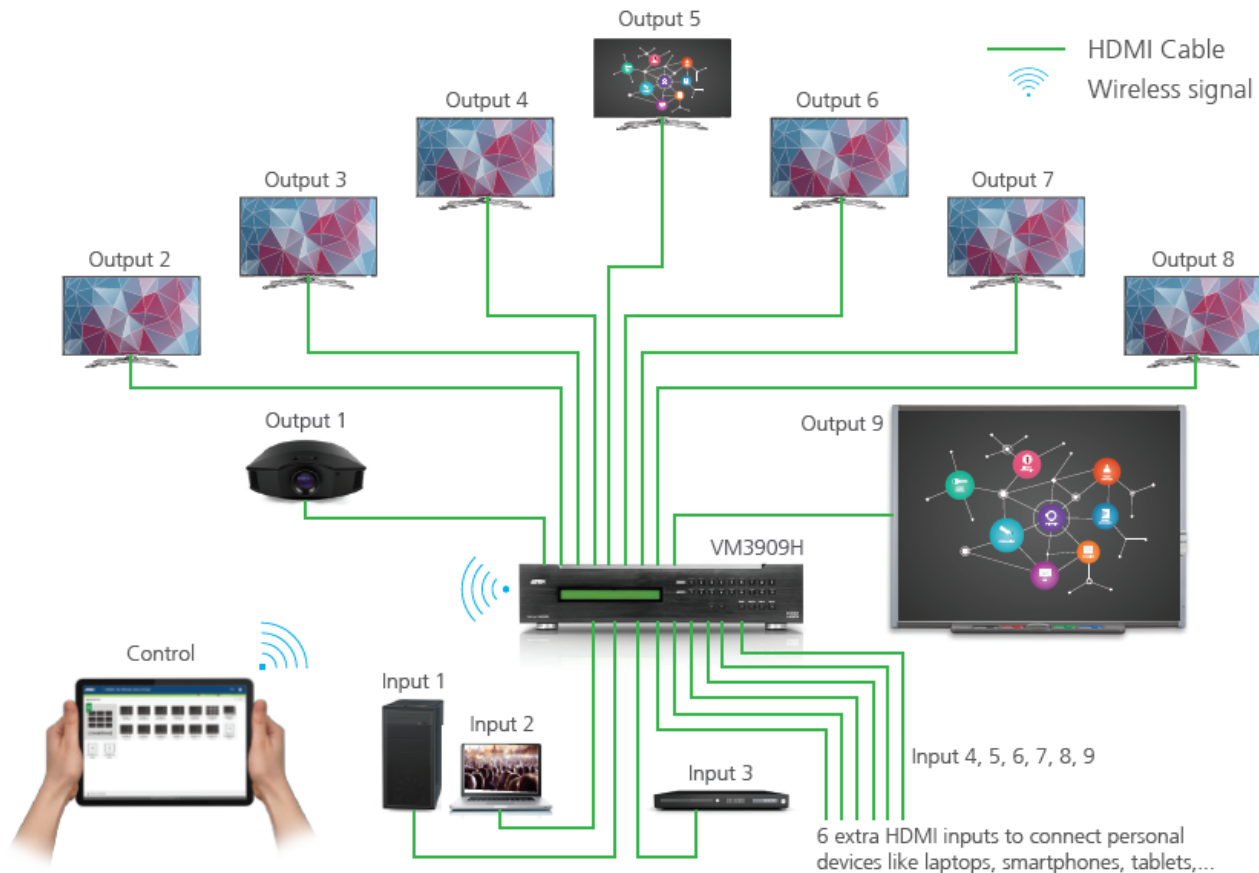 Output 5
HDMI Cable
Wireless signal
Output 4
Output 6
Output 3
Output 7
Output 2
Output 8
Output 1
Output 9
VM3909H
Control
Input 1
Input 2
Input 3
Input 4, 5, 6, 7, 8, 9
6 extra HDMI inputs to connect personal
devices like laptops, smartphones, tablets,...